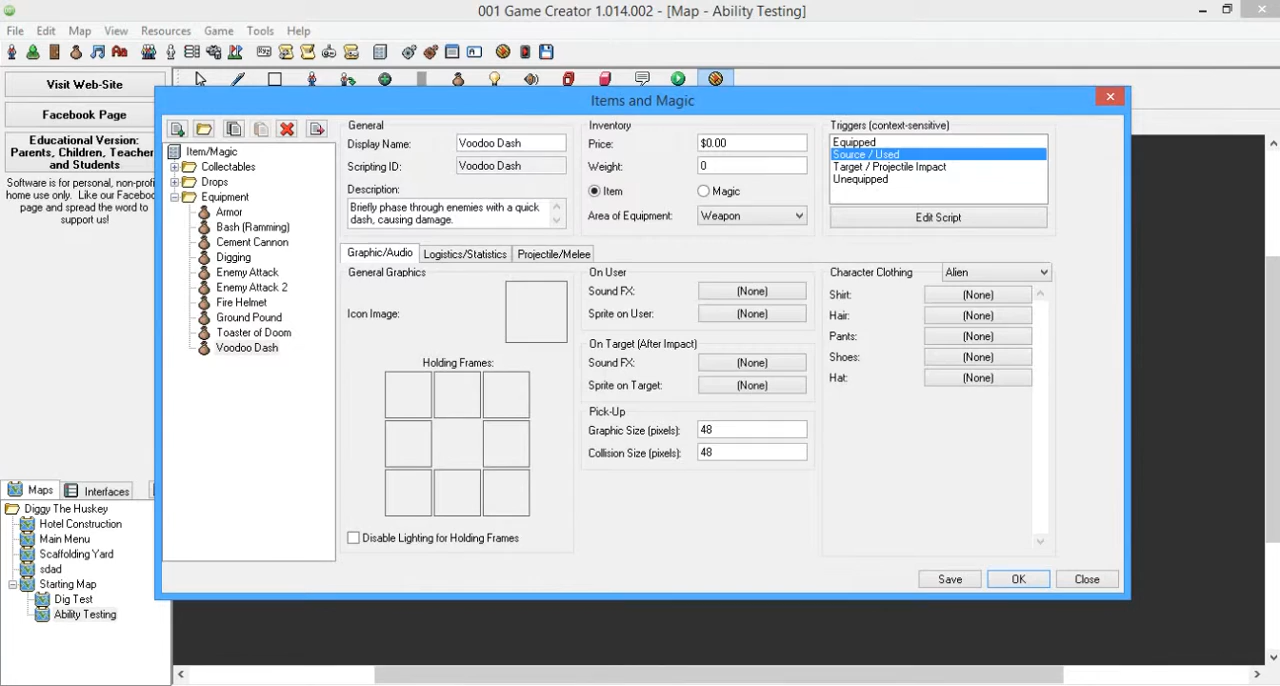 001 Game Creator 1.014.002 - [Map - Ability Testing]
File Edit Map View Resources Game Tools Help
Visit Web-Site
Facebook Page
Educational Version:
Parents, Children, Teacher
and Students
Software is for personal, non-profi
home use only. Like our Faceboo
page and spread the word to
support us!
Items and Magic
Item/Magic
Collectables
Drops
Equipment
Armor
Bash (Ramming)
Cement Cannon
Digging
Enemy Attack
Enemy Attack 2
Fire Helmet
Ground Pound
Toaster of Doom
Voodoo Dash
General
Display Name: Voodoo Dash
Scripting ID: Voodoo Dash
Description:
Briefly phase through enemies with a quick
dash, causing damage.
Inventory
Price: $0.00
Weight: 0
Item Magic
Area of Equipment: Weapon
Triggers (context-sensitive)
Equipped
Source / Used
Target / Projectile Impact
Unequipped
Edit Script
Graphic/Audio Logistics/Statistics Projectile/Melee
General Graphics
Icon Image:
Holding Frames:
Disable Lighting for Holding Frames
On User
Sound FX: (None)
Sprite on User: (None)
On Target (After Impact)
Sound FX: (None)
Sprite on Target: (None)
Pick-Up
Graphic Size (pixels): 48
Collision Size (pixels): 48
Character Clothing Alien
Shirt: (None)
Hair: (None)
Pants: (None)
Shoes: (None)
Hat: (None)
Save OK Close
Maps Interfaces
Diggy The Huskey
Hotel Construction
Main Menu
Scaffolding Yard
sdad
Starting Map
Dig Test
Ability Testing